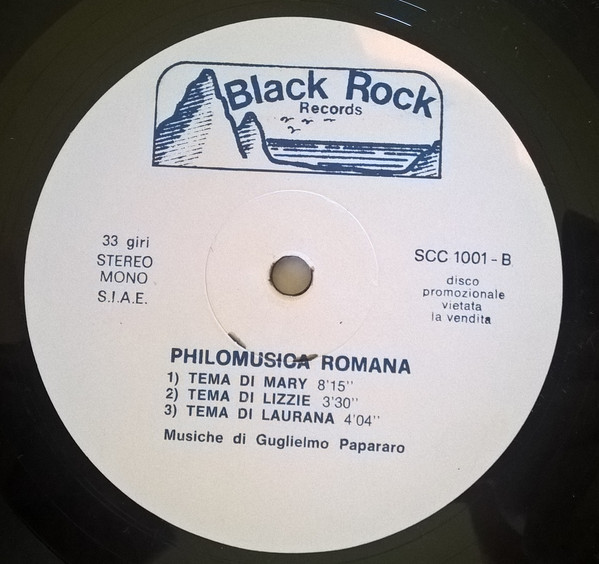 Black Rock
Records
33 giri
STEREO
MONO
S.I.A.E.
SCC 1001 - B
disco
promozionale
vietata
la vendita
PHILOMUSICA ROMANA
1) TEMA DI MARY 8'15''
2) TEMA DI LIZZIE 3'30''
3) TEMA DI LAURANA 4'04''
Musiche di Guglielmo Papararo